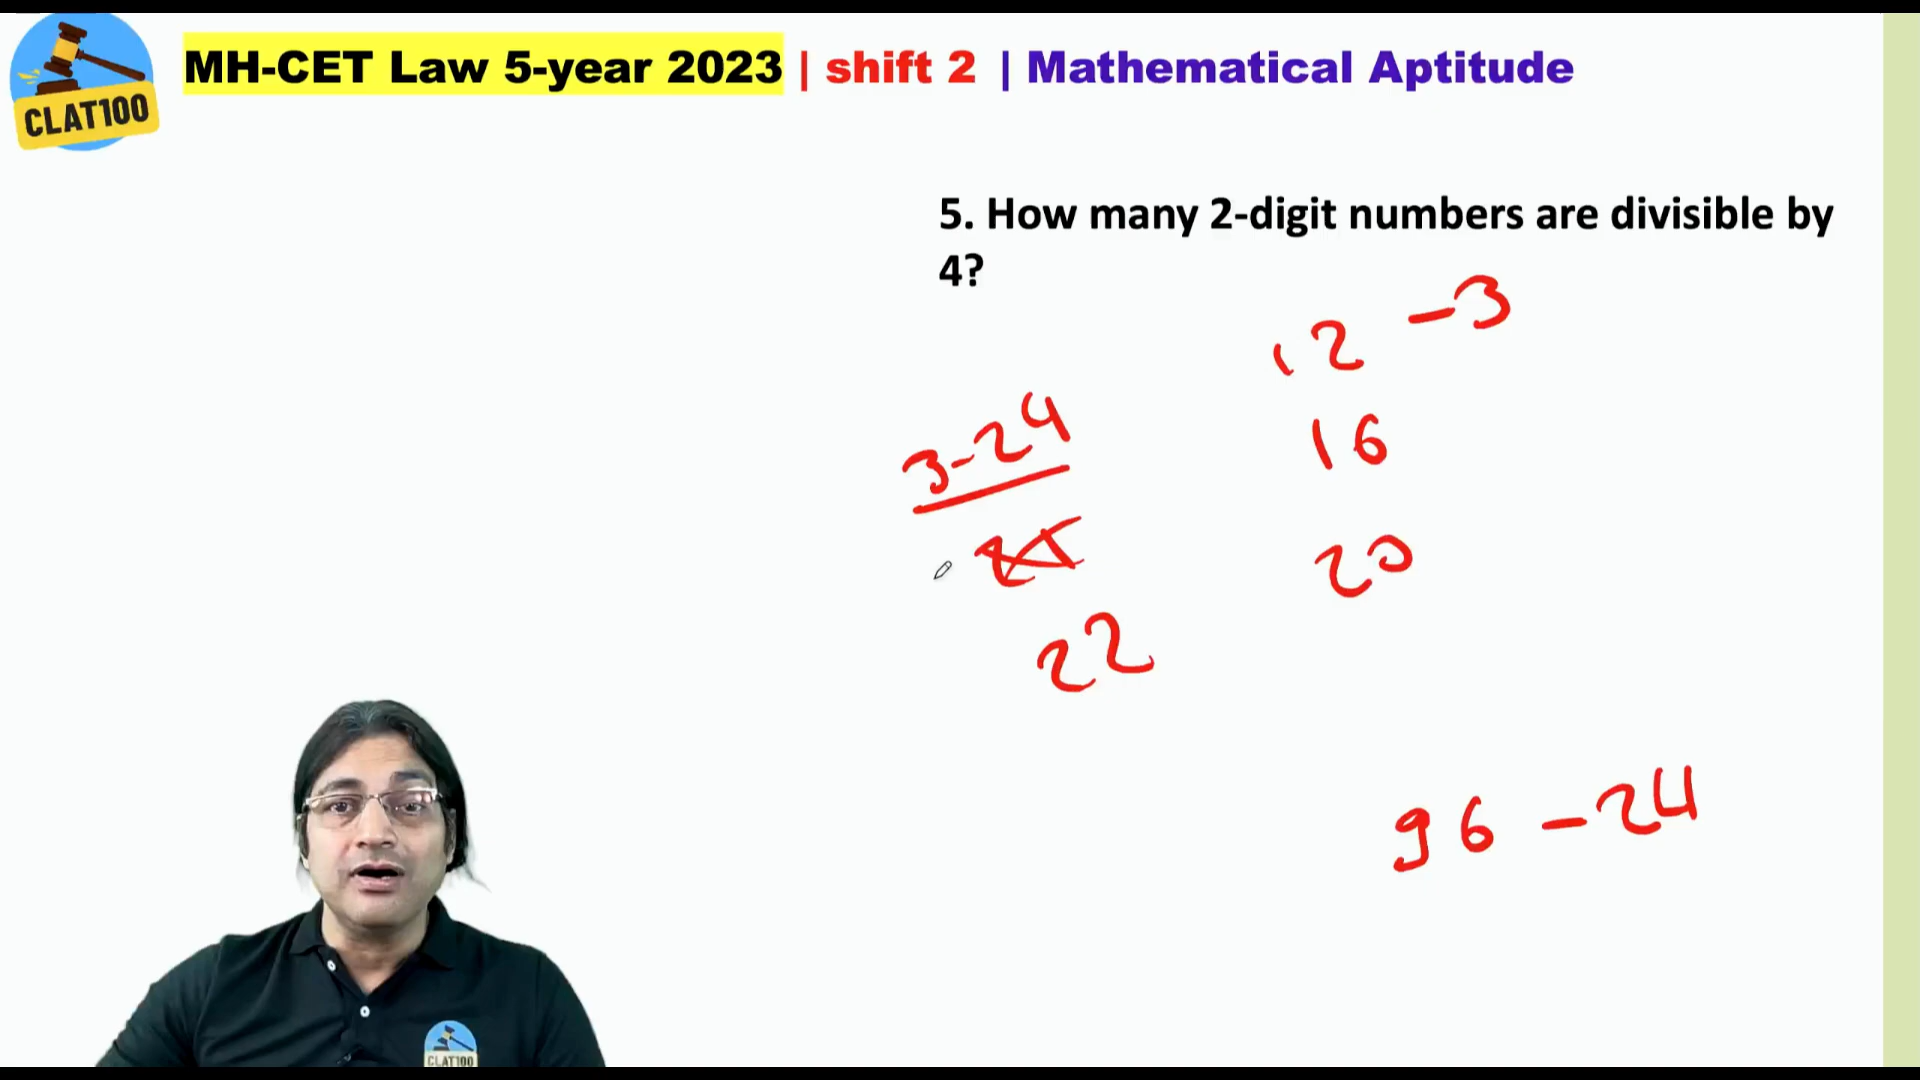 MH-CET Law 5-year 2023 | shift 2 | Mathematical Aptitude
CLAT100
5. How many 2-digit numbers are divisible by
4?
12 -3
3-24
16
20
22
96 -24
CLAT100